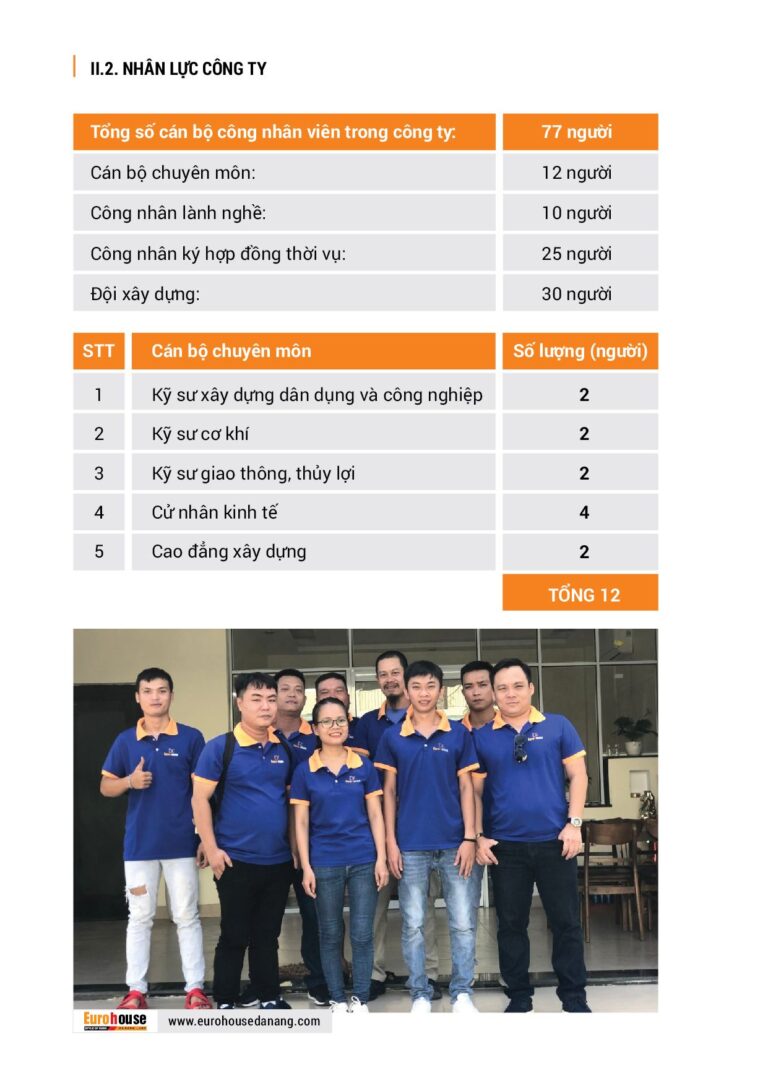 II.2. NHÂN LỰC CÔNG TY
Tổng số cán bộ công nhân viên trong công ty: 77 người
Cán bộ chuyên môn: 12 người
Công nhân lành nghề: 10 người
Công nhân ký hợp đồng thời vụ: 25 người
Đội xây dựng: 30 người
STT Cán bộ chuyên môn Số lượng (người)
1 Kỹ sư xây dựng dân dụng và công nghiệp 2
2 Kỹ sư cơ khí 2
3 Kỹ sư giao thông, thủy lợi 2
4 Cử nhân kinh tế 4
5 Cao đẳng xây dựng 2
TỔNG 12
Eurohouse
www.eurohousedanang.com